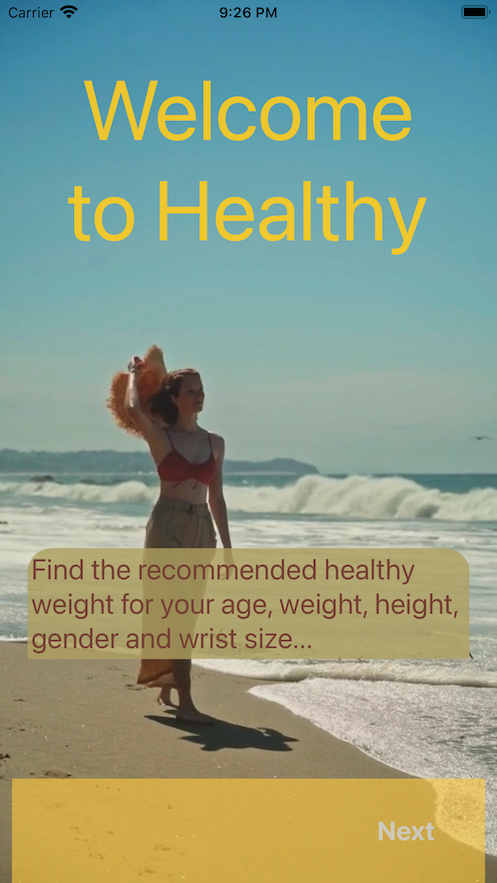 Carrier 9:26 PM
Welcome
to Healthy
Find the recommended healthy
weight for your age, weight, height,
gender and wrist size...
Next